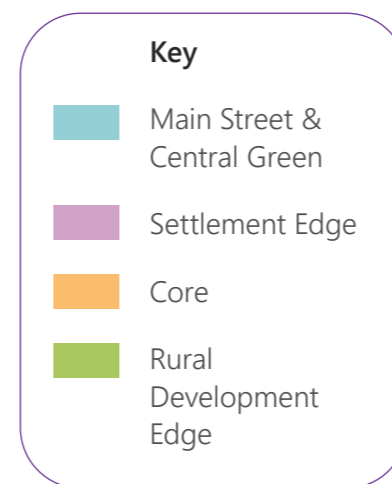 Key
Main Street &
Central Green
Settlement Edge
Core
Rural
Development
Edge